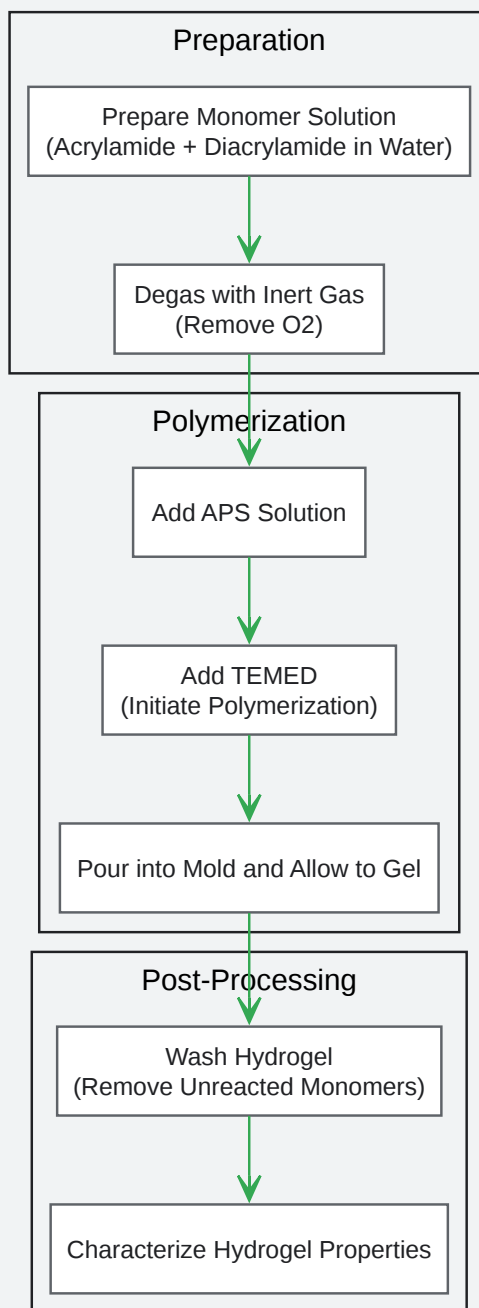 Preparation
Prepare Monomer Solution
(Acrylamide + Diacrylamide in Water)
Degas with Inert Gas
(Remove O2)
Polymerization
Add APS Solution
Add TEMED
(Initiate Polymerization)
Pour into Mold and Allow to Gel
Post-Processing
Wash Hydrogel
(Remove Unreacted Monomers)
Characterize Hydrogel Properties